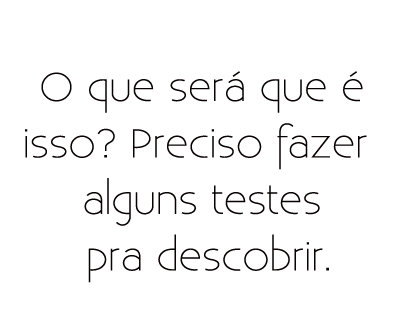 O que será que é
isso? Preciso fazer
alguns testes
pra descobrir.